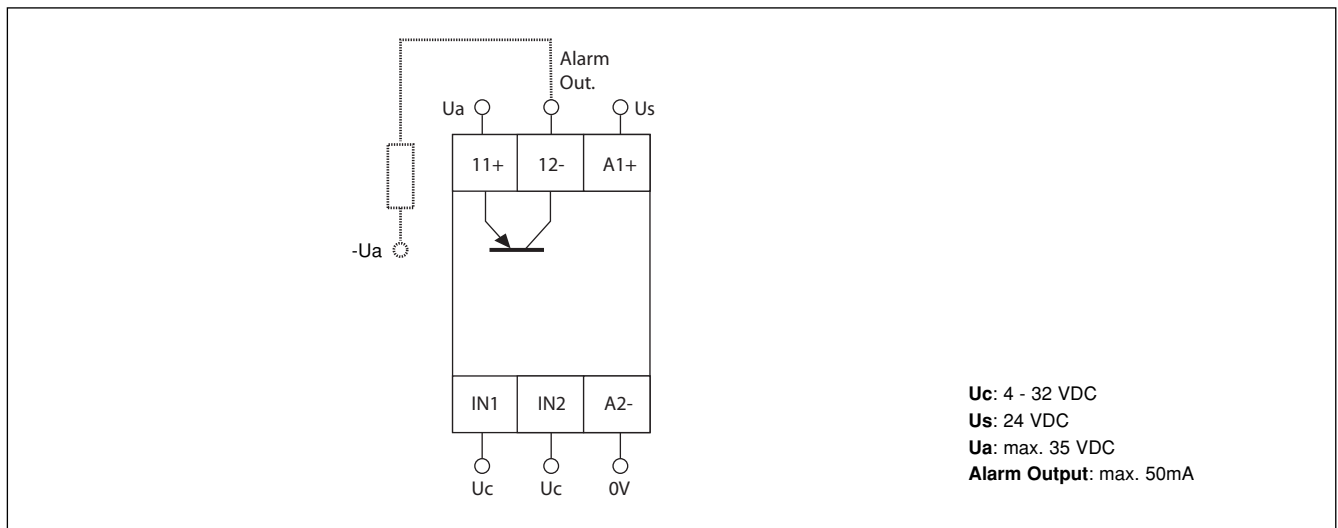 Alarm
Out.
Ua
Us
11+
12-
A1+
-Ua
IN1
IN2
A2-
Uc
Uc
0V
Uc: 4 - 32 VDC
Us: 24 VDC
Ua: max. 35 VDC
Alarm Output: max. 50mA